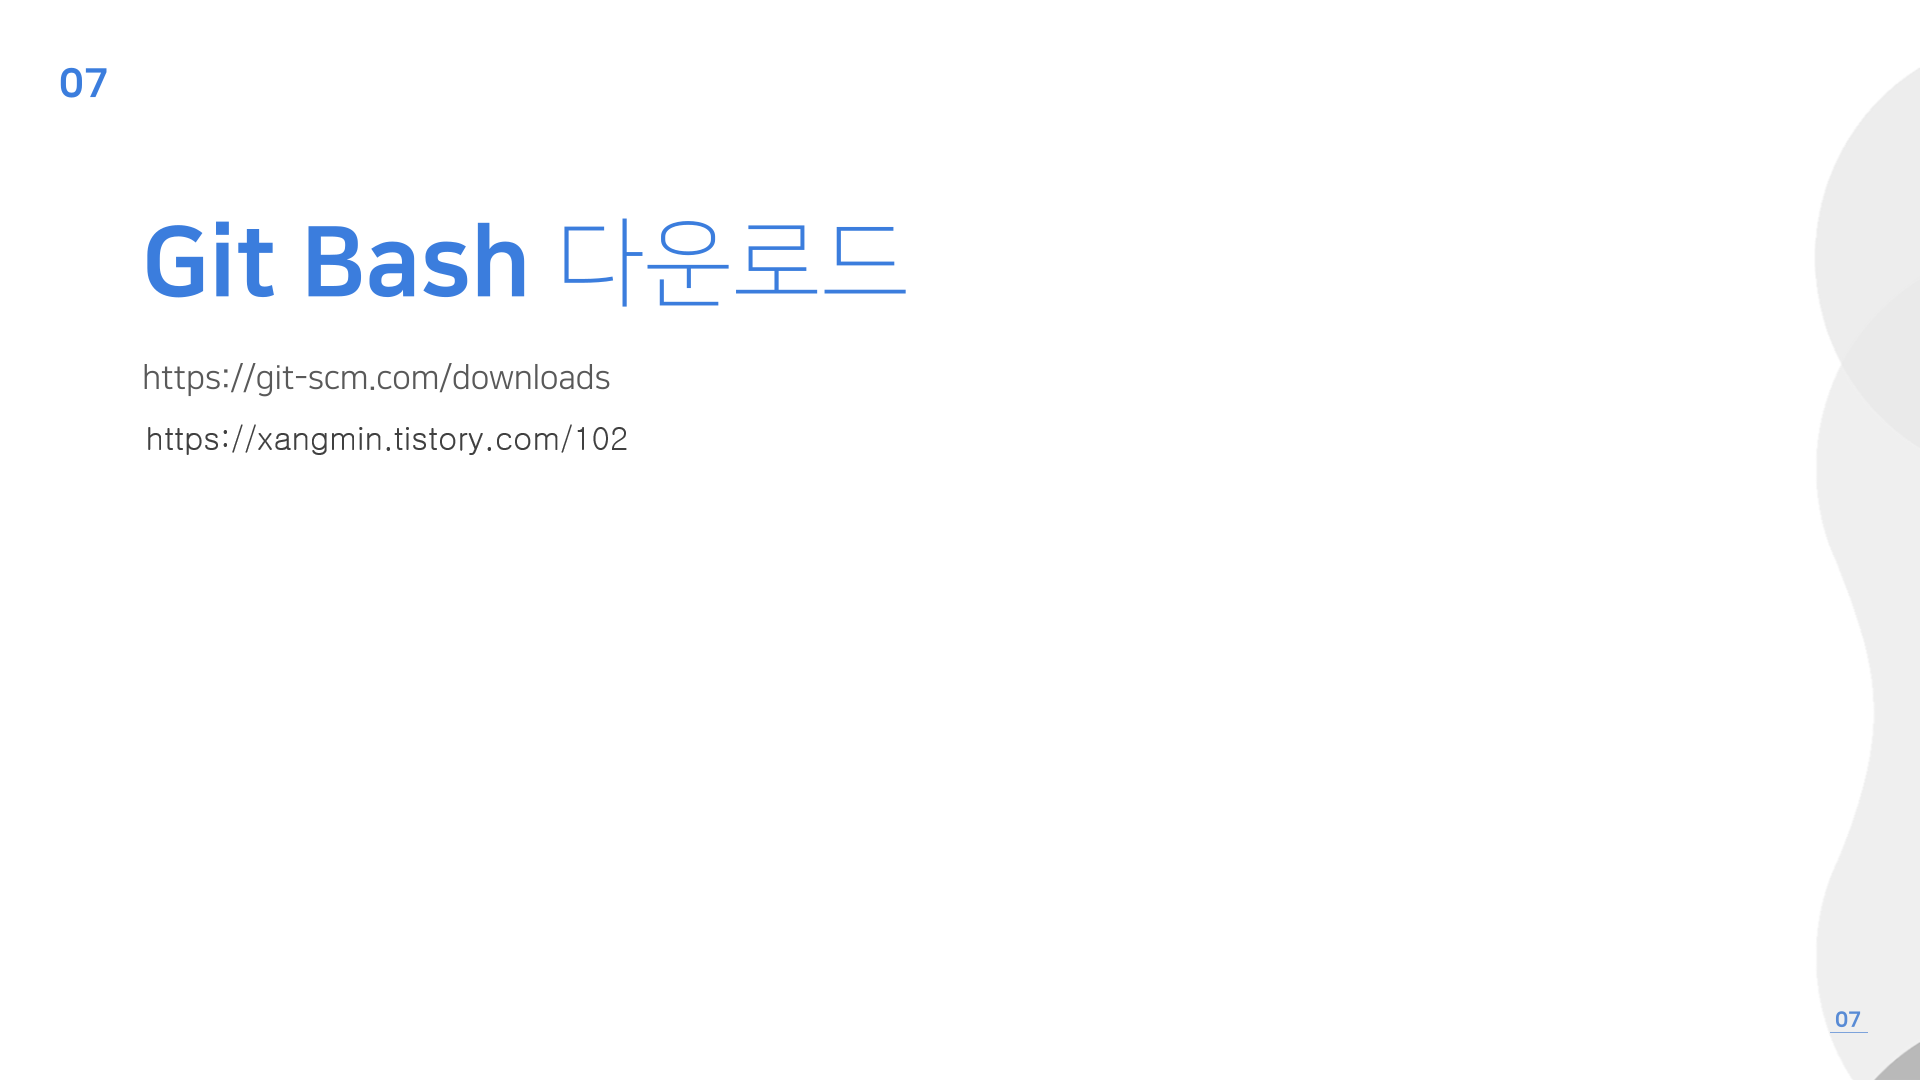 07
Git Bash 다운로드
https://git-scm.com/downloads
https://xangmin.tistory.com/102
07